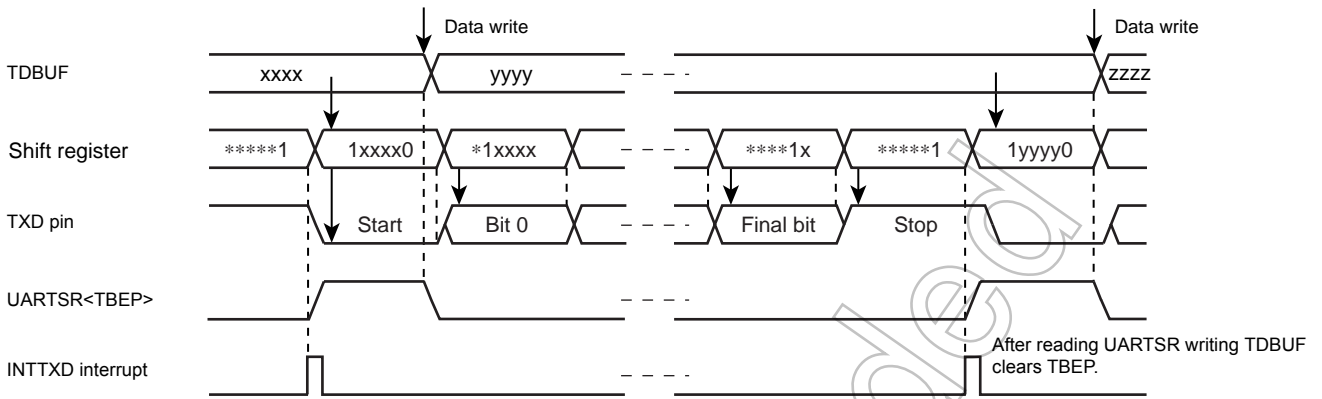 Data write
Data write
TDBUF
xxxx
yyyy
zzzz
Shift register
*****1
1xxxx0
*1xxxx
****1x
*****1
1yyyy0
TXD pin
Start
Bit 0
Final bit
Stop
UARTSR<TBEP>
After reading UARTSR writing TDBUF
clears TBEP.
INTTXD interrupt